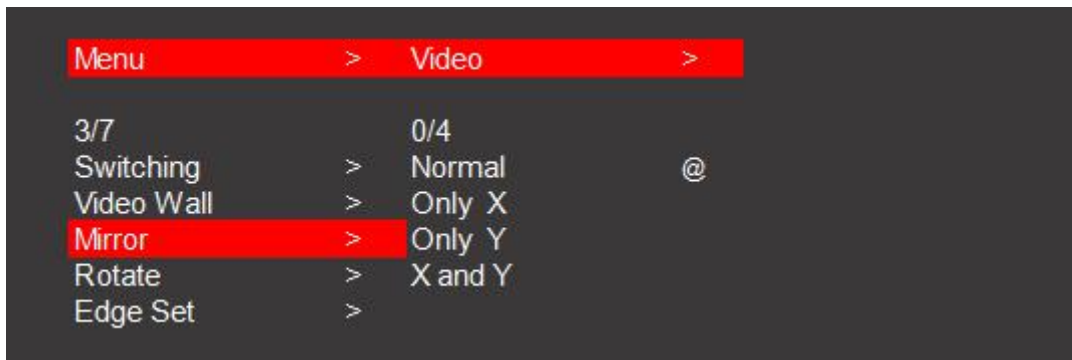 Menu > Video >
3/7 0/4
Switching > Normal @
Video Wall > Only X
Mirror > Only Y
Rotate > X and Y
Edge Set >